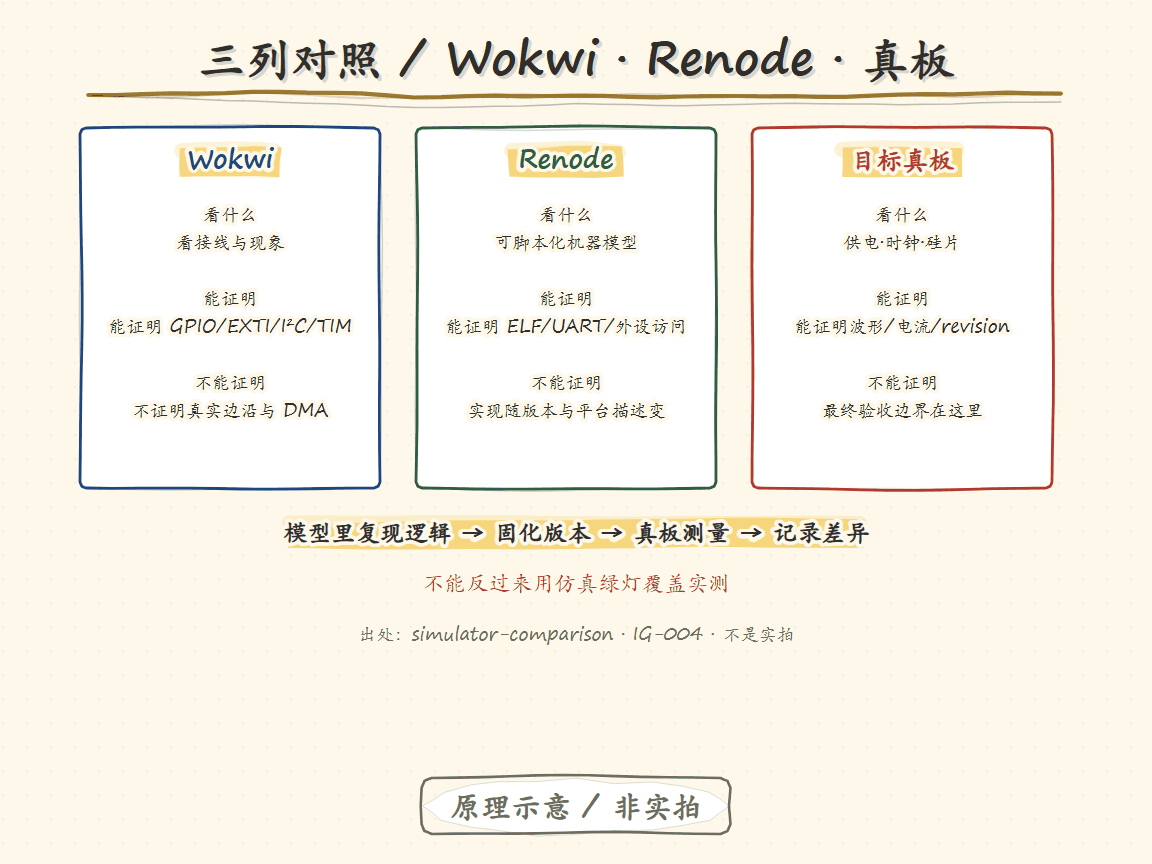 三列对照 / Wokwi · Renode · 真板
Wokwi
看什么
看接线与现象
能证明
能证明 GPIO/EXTI/I²C/TIM
不能证明
不证明真实边沿与 DMA
Renode
看什么
可脚本化机器模型
能证明
能证明 ELF/UART/外设访问
不能证明
实现随版本与平台描述变
目标真板
看什么
供电·时钟·硅片
能证明
能证明波形/电流/revision
不能证明
最终验收边界在这里
模型里复现逻辑 → 固化版本 → 真板测量 → 记录差异
不能反过来用仿真绿灯覆盖实测
出处：simulator-comparison · IG-004 · 不是实拍
原理示意 / 非实拍